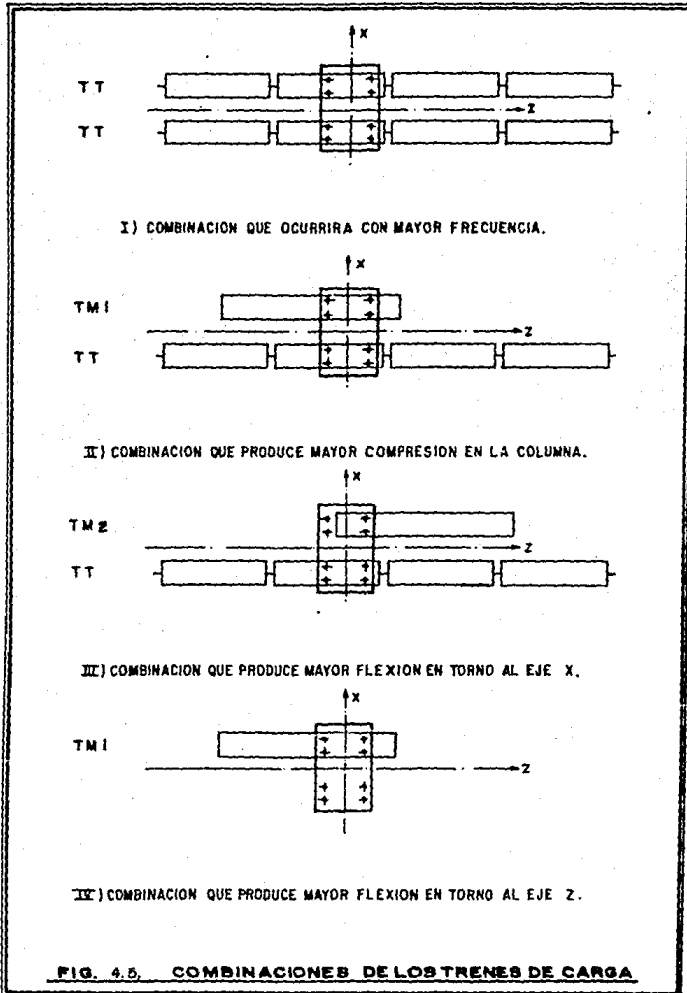 X
TT
Z
TT
I) COMBINACION QUE OCURRIRA CON MAYOR FRECUENCIA.
X
TM1
Z
TT
II) COMBINACION QUE PRODUCE MAYOR COMPRESION EN LA COLUMNA.
X
TM2
Z
TT
III) COMBINACION QUE PRODUCE MAYOR FLEXION EN TORNO AL EJE X.
X
TM1
Z
IV) COMBINACION QUE PRODUCE MAYOR FLEXION EN TORNO AL EJE Z.
FIG. 4.5, COMBINACIONES DE LOS TRENES DE CARGA